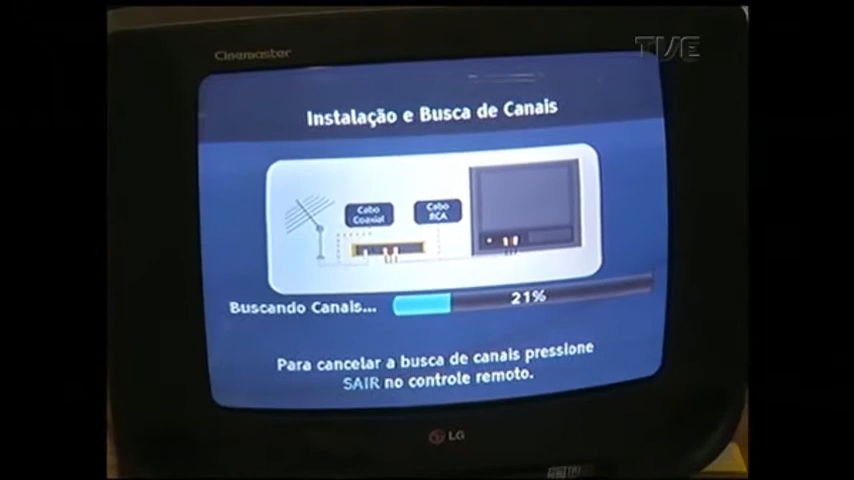 Cinemaster
TVE
Instalação e Busca de Canais
Cabo
Coaxial
Cabo
RCA
Buscando Canais...
21%
Para cancelar a busca de canais pressione
SAIR no controle remoto.
LG